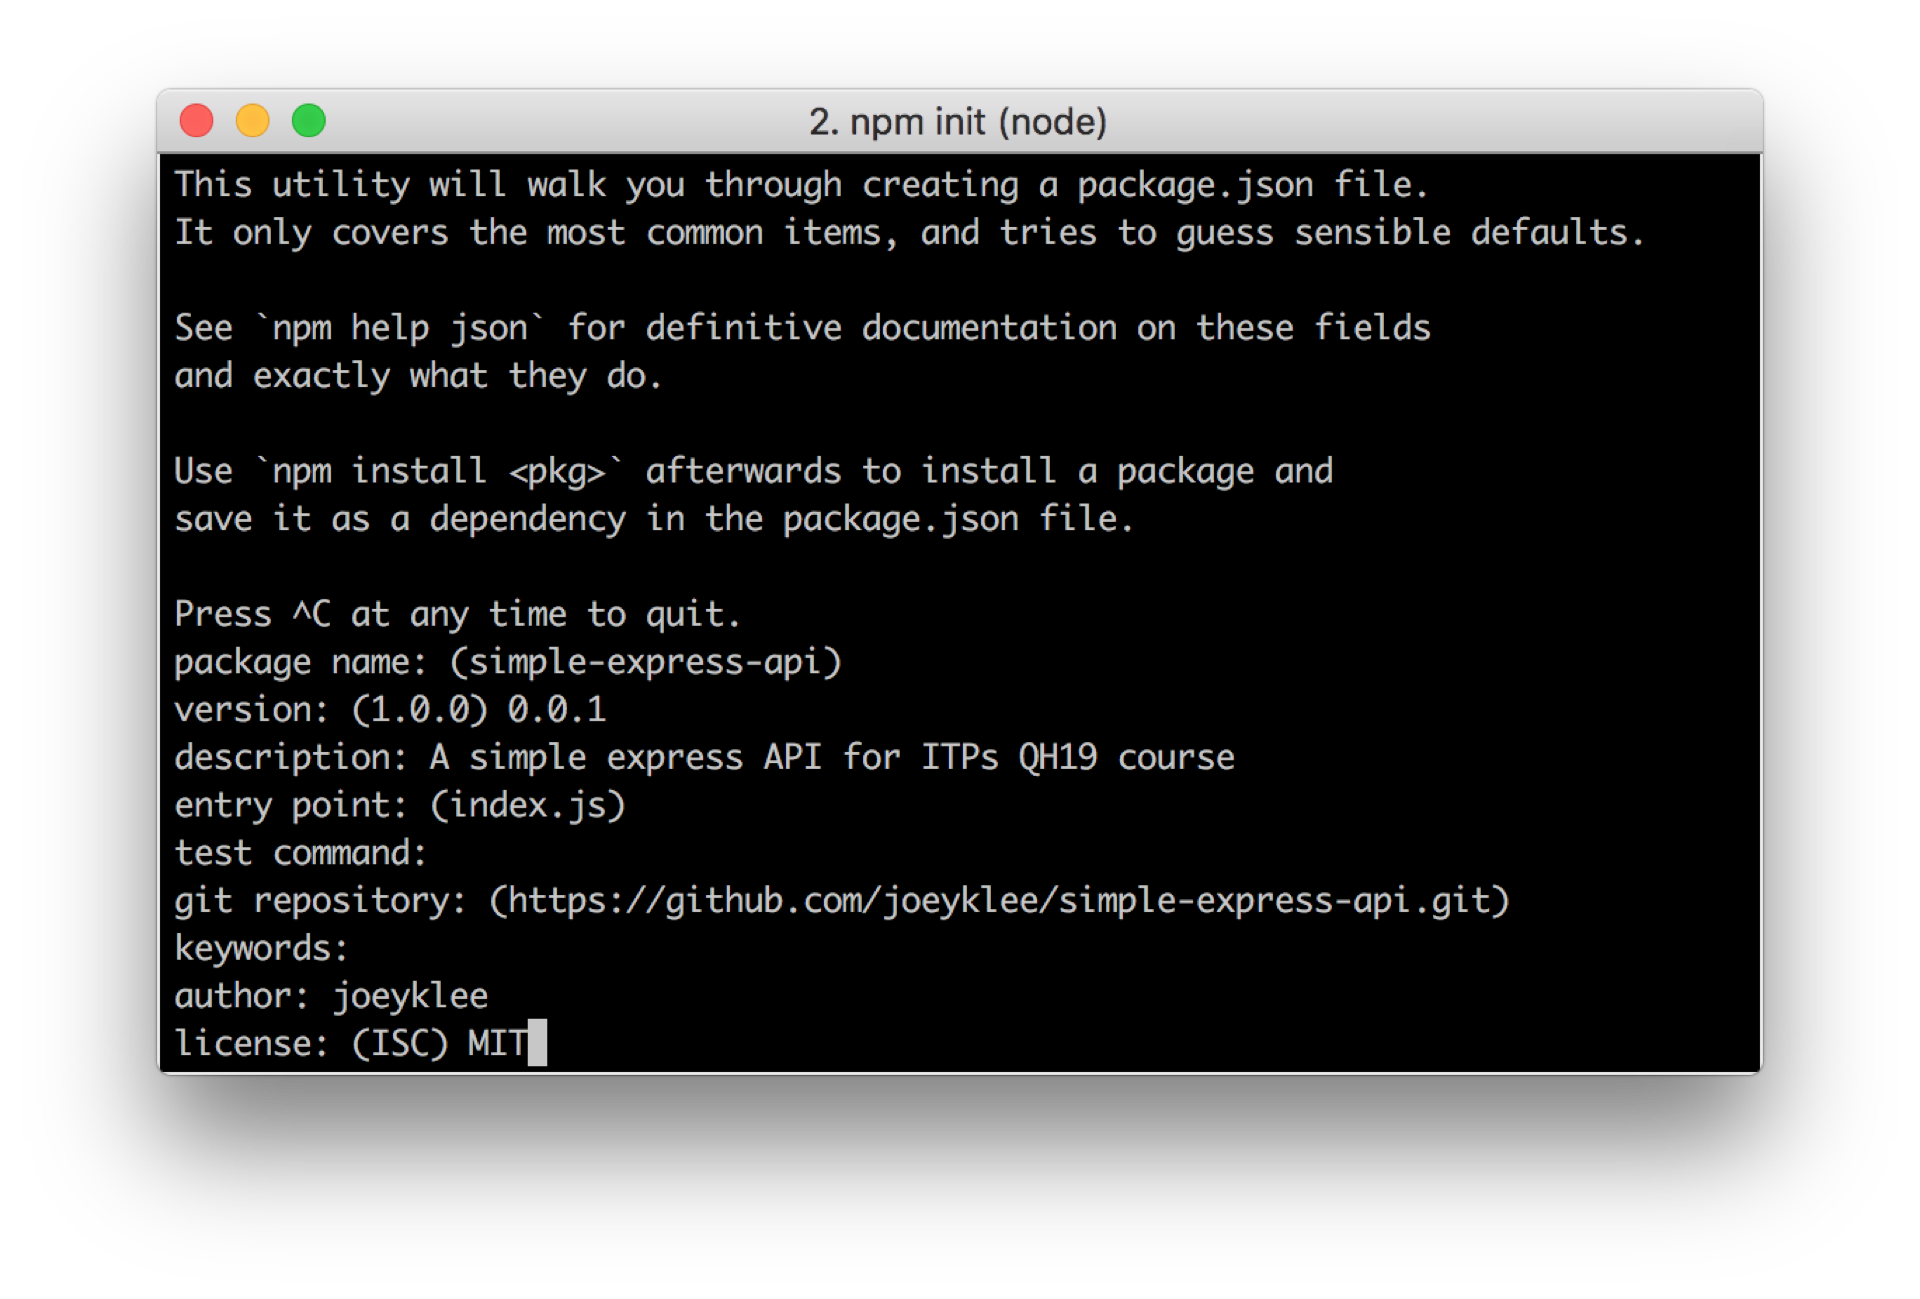 2. npm init (node)
This utility will walk you through creating a package.json file.
It only covers the most common items, and tries to guess sensible defaults.
See `npm help json` for definitive documentation on these fields
and exactly what they do.
Use `npm install <pkg>` afterwards to install a package and
save it as a dependency in the package.json file.
Press ^C at any time to quit.
package name: (simple-express-api)
version: (1.0.0) 0.0.1
description: A simple express API for ITPs QH19 course
entry point: (index.js)
test command:
git repository: (https://github.com/joeyklee/simple-express-api.git)
keywords:
author: joeyklee
license: (ISC) MIT